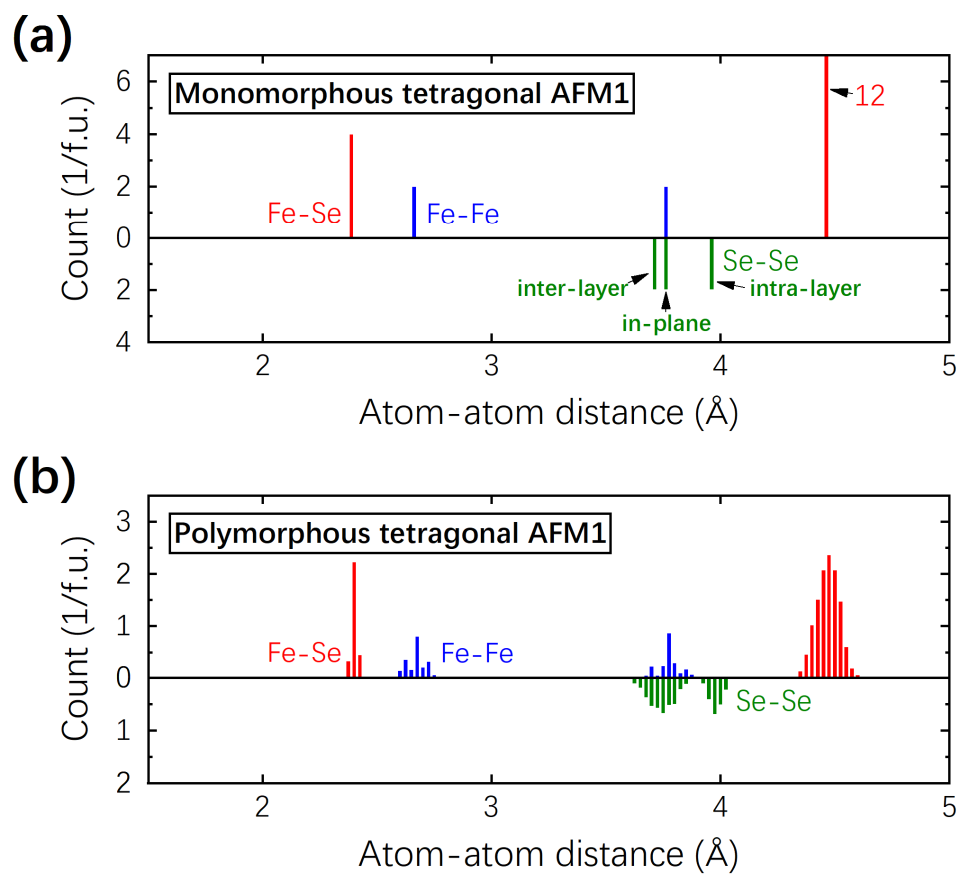 (a)
Monomorphous tetragonal AFM1
Count (1/f.u.)
6
4
2
0
2
4
12
Fe-Se
Fe-Fe
Se-Se
inter-layer
intra-layer
in-plane
2 3 4 5
Atom-atom distance (Å)
(b)
Polymorphous tetragonal AFM1
Count (1/f.u.)
3
2
1
0
1
2
Fe-Se
Fe-Fe
Se-Se
2 3 4 5
Atom-atom distance (Å)